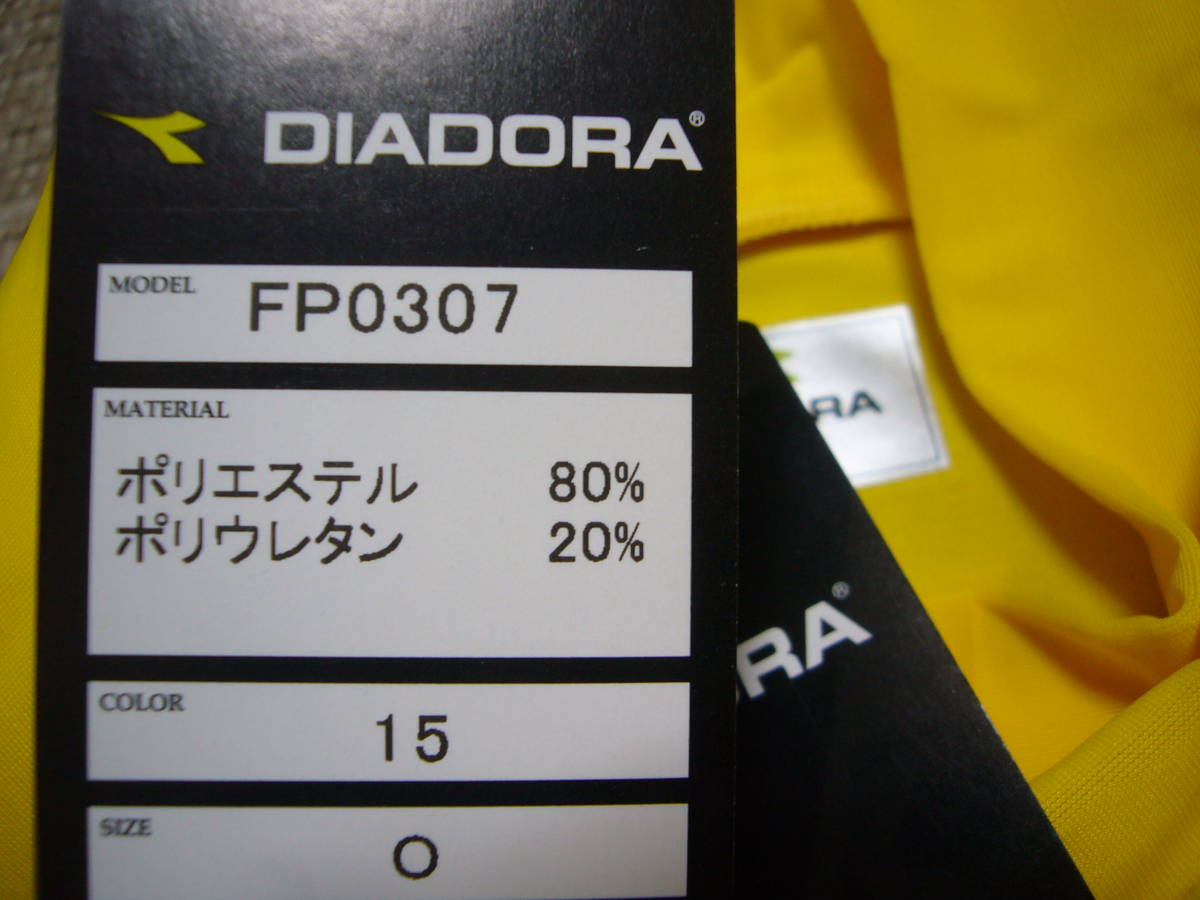 DIADORA®
MODEL FP0307
MATERIAL
ポリエステル 80%
ポリウレタン 20%
COLOR
15
SIZE
O
RA
ORA®